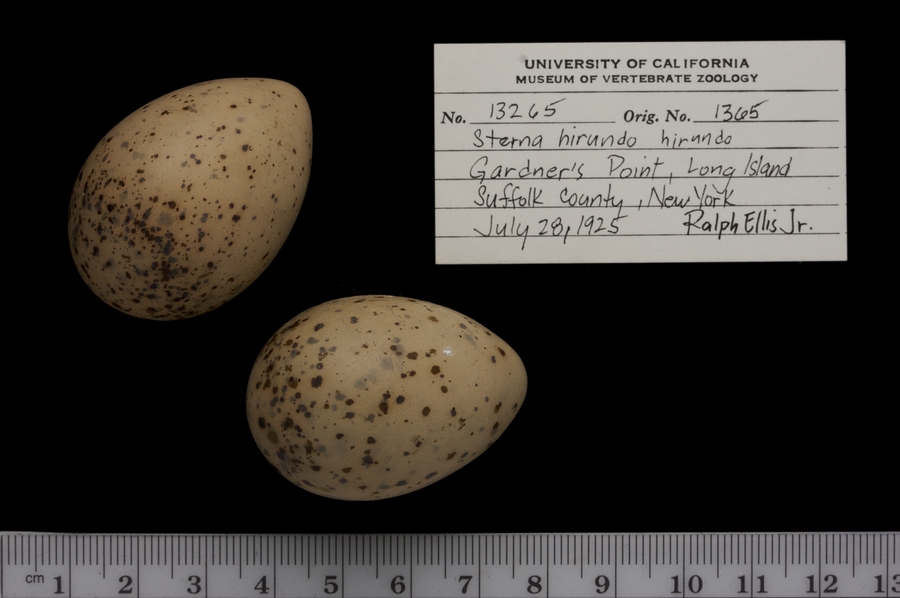 UNIVERSITY OF CALIFORNIA
MUSEUM OF VERTEBRATE ZOOLOGY
No. 13265 Orig. No. 1365
Sterna hirundo hirundo
Gardner's Point, Long Island
Suffolk County, New York
July 28, 1925 Ralph Ellis Jr.
cm 1 2 3 4 5 6 7 8 9 10 11 12 13